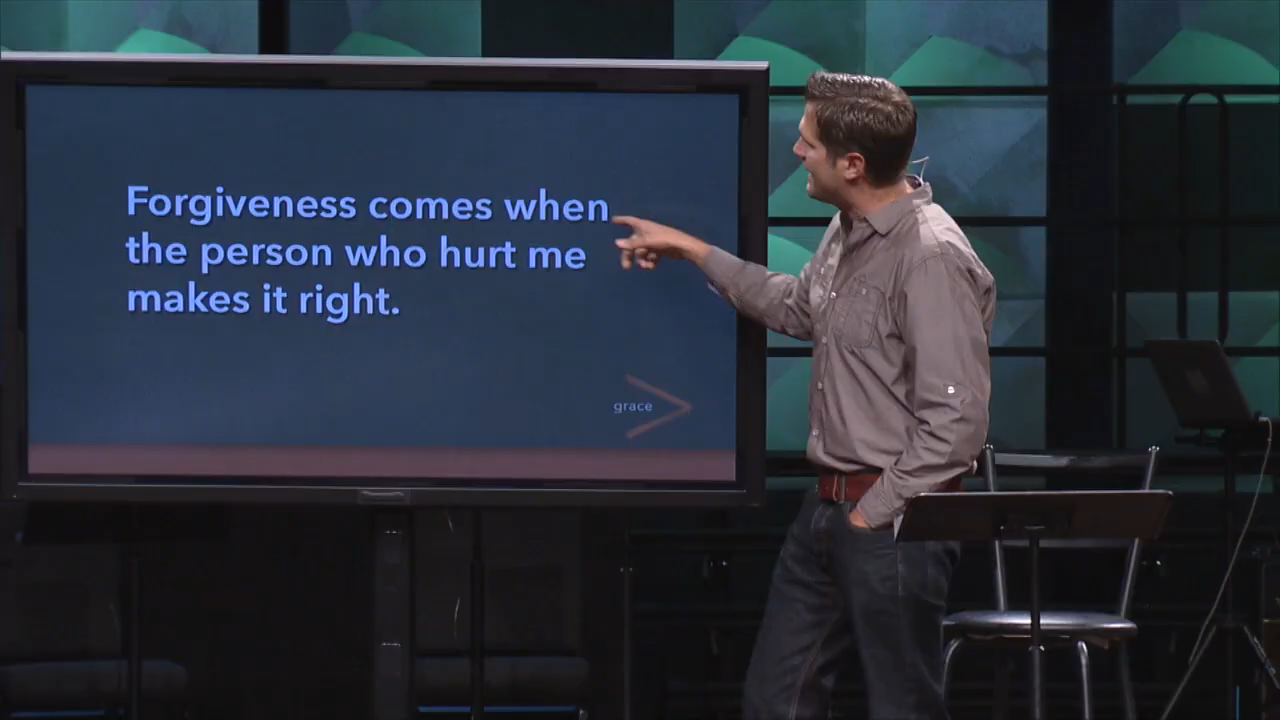 Forgiveness comes when
the person who hurt me
makes it right.
grace